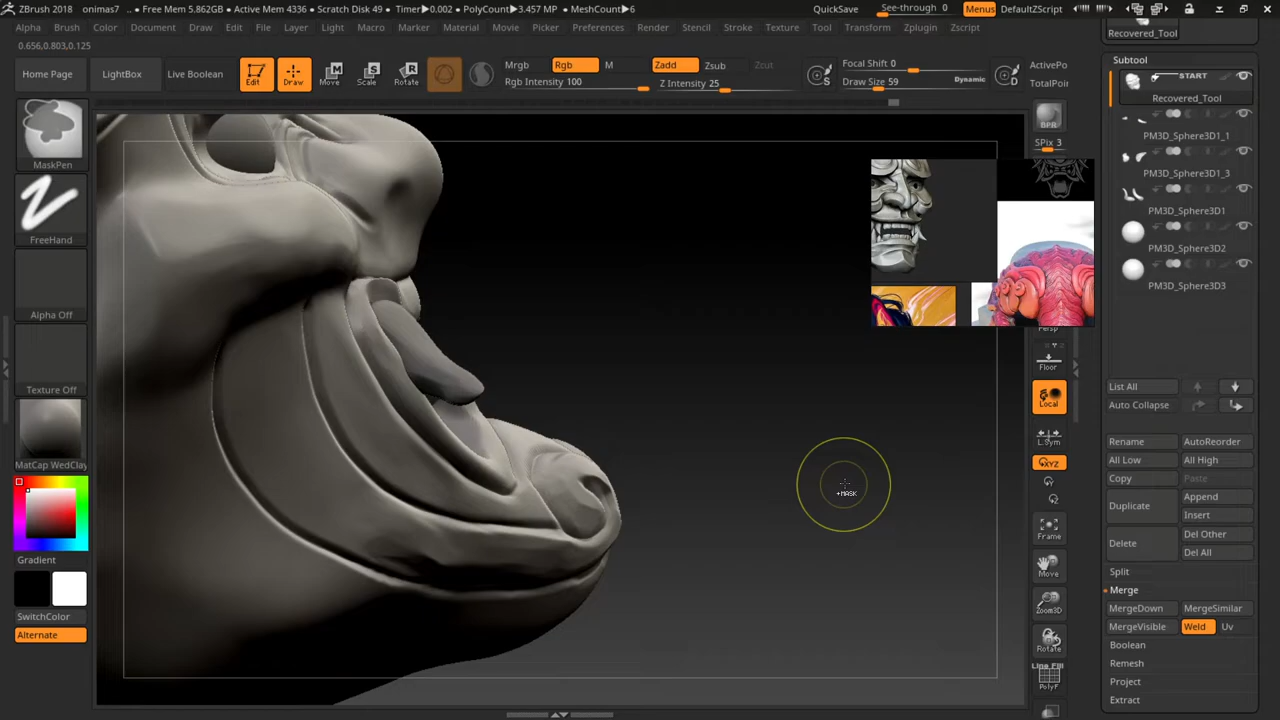 ZBrush 2018 onimas7 .. • Free Mem 5.862GB • Active Mem 4336 • Scratch Disk 49 • Timer▶0.002 • PolyCount▶3.457 MP • MeshCount▶6 QuickSave See-through 0 Menus DefaultZScript
Alpha Brush Color Document Draw Edit File Layer Light Macro Marker Material Movie Picker Preferences Render Stencil Stroke Texture Tool Transform Zplugin Zscript
0.656,0.803,0.125
Home Page LightBox Live Boolean Edit Draw Move Scale Rotate
Mrgb Rgb M Zadd Zsub Zcut Focal Shift 0 ActivePo
Rgb Intensity 100 Z Intensity 25 Draw Size 59 Dynamic TotalPoin
S D
MaskPen
FreeHand
Alpha Off
Texture Off
MatCap WedClay
Gradient
SwitchColor
Alternate
+MASK
BPR
SPix 3
Persp
Floor
Local
L.Sym
XYZ
Frame
Move
Zoom3D
Rotate
Line Fill
PolyF
Recovered_Tool
Subtool
START
Recovered_Tool
PM3D_Sphere3D1_1
PM3D_Sphere3D1_3
PM3D_Sphere3D1
PM3D_Sphere3D2
PM3D_Sphere3D3
List All
Auto Collapse
Rename AutoReorder
All Low All High
Copy Paste
Duplicate Append
Insert
Delete Del Other
Del All
Split
Merge
MergeDown MergeSimilar
MergeVisible Weld Uv
Boolean
Remesh
Project
Extract